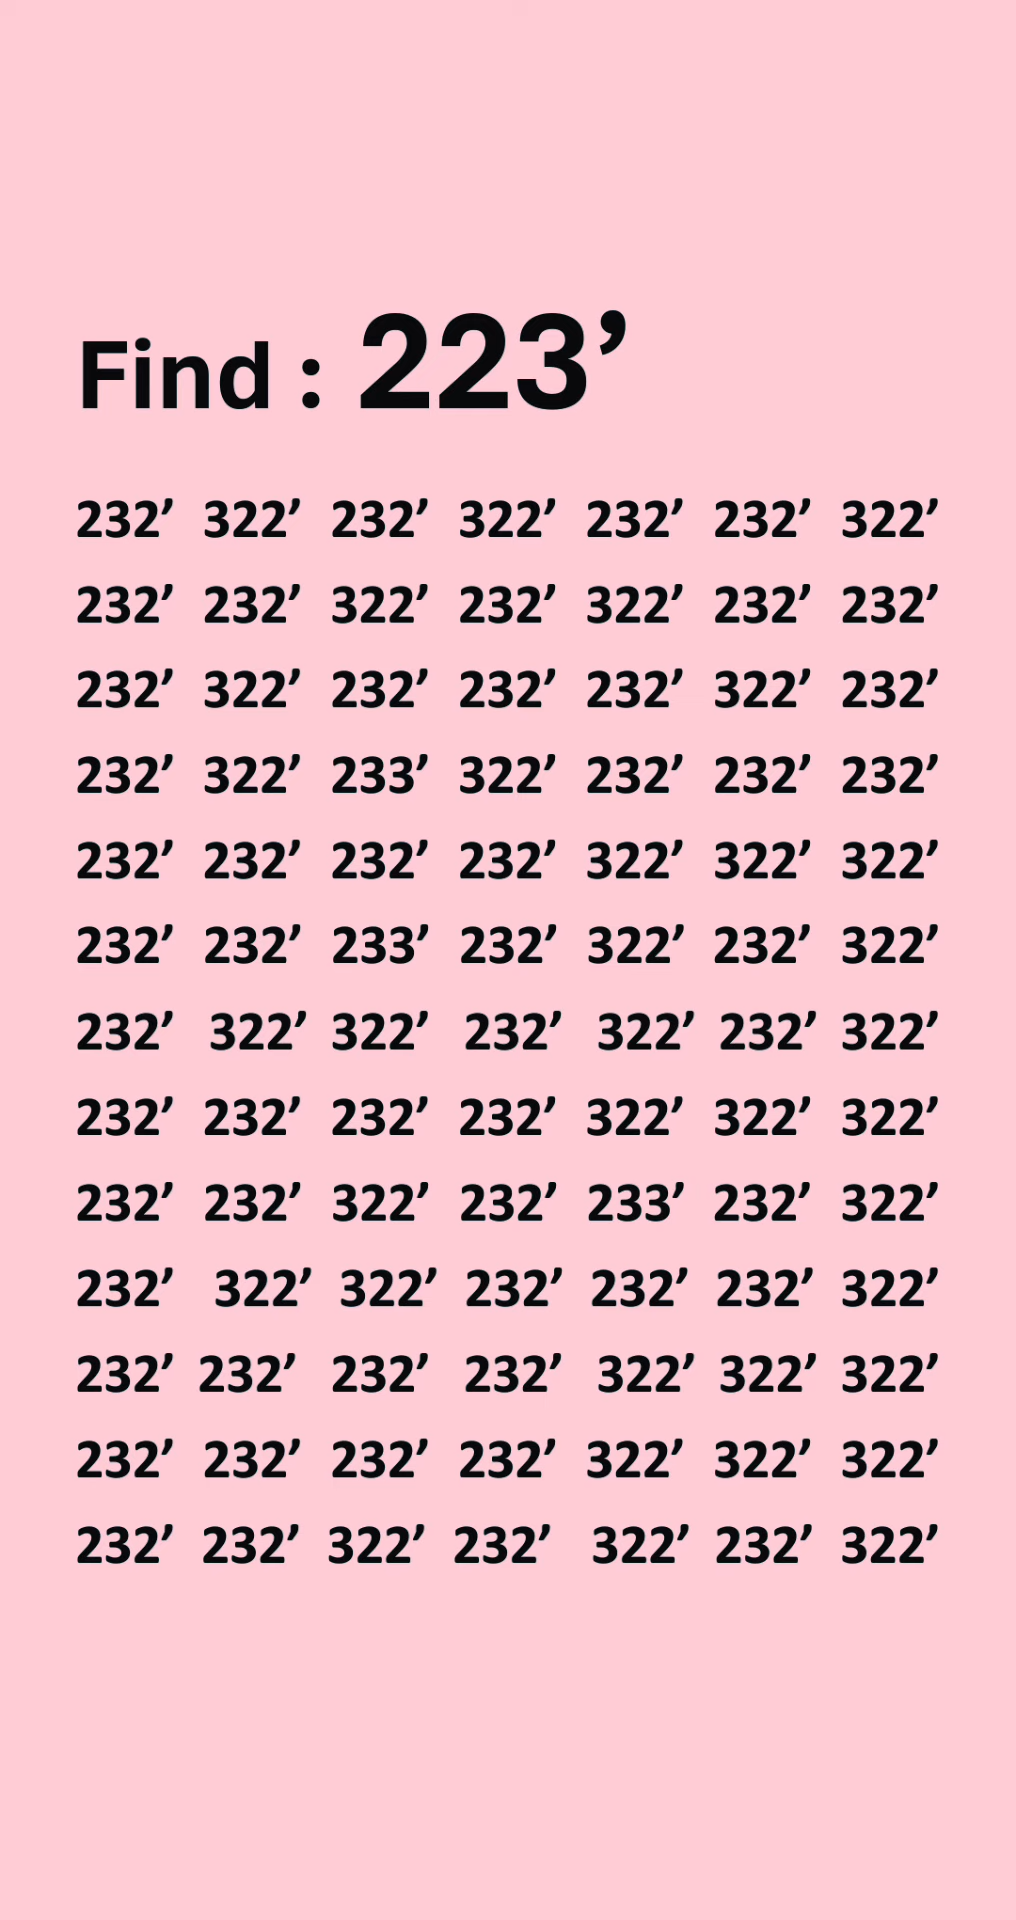 Find : 223’
232’ 322’ 232’ 322’ 232’ 232’ 322’
232’ 232’ 322’ 232’ 322’ 232’ 232’
232’ 322’ 232’ 232’ 232’ 322’ 232’
232’ 322’ 233’ 322’ 232’ 232’ 232’
232’ 232’ 232’ 232’ 322’ 322’ 322’
232’ 232’ 233’ 232’ 322’ 232’ 322’
232’ 322’ 322’ 232’ 322’ 232’ 322’
232’ 232’ 232’ 232’ 322’ 322’ 322’
232’ 232’ 322’ 232’ 233’ 232’ 322’
232’ 322’ 322’ 232’ 232’ 232’ 322’
232’ 232’ 232’ 232’ 322’ 322’ 322’
232’ 232’ 232’ 232’ 322’ 322’ 322’
232’ 232’ 322’ 232’ 322’ 232’ 322’